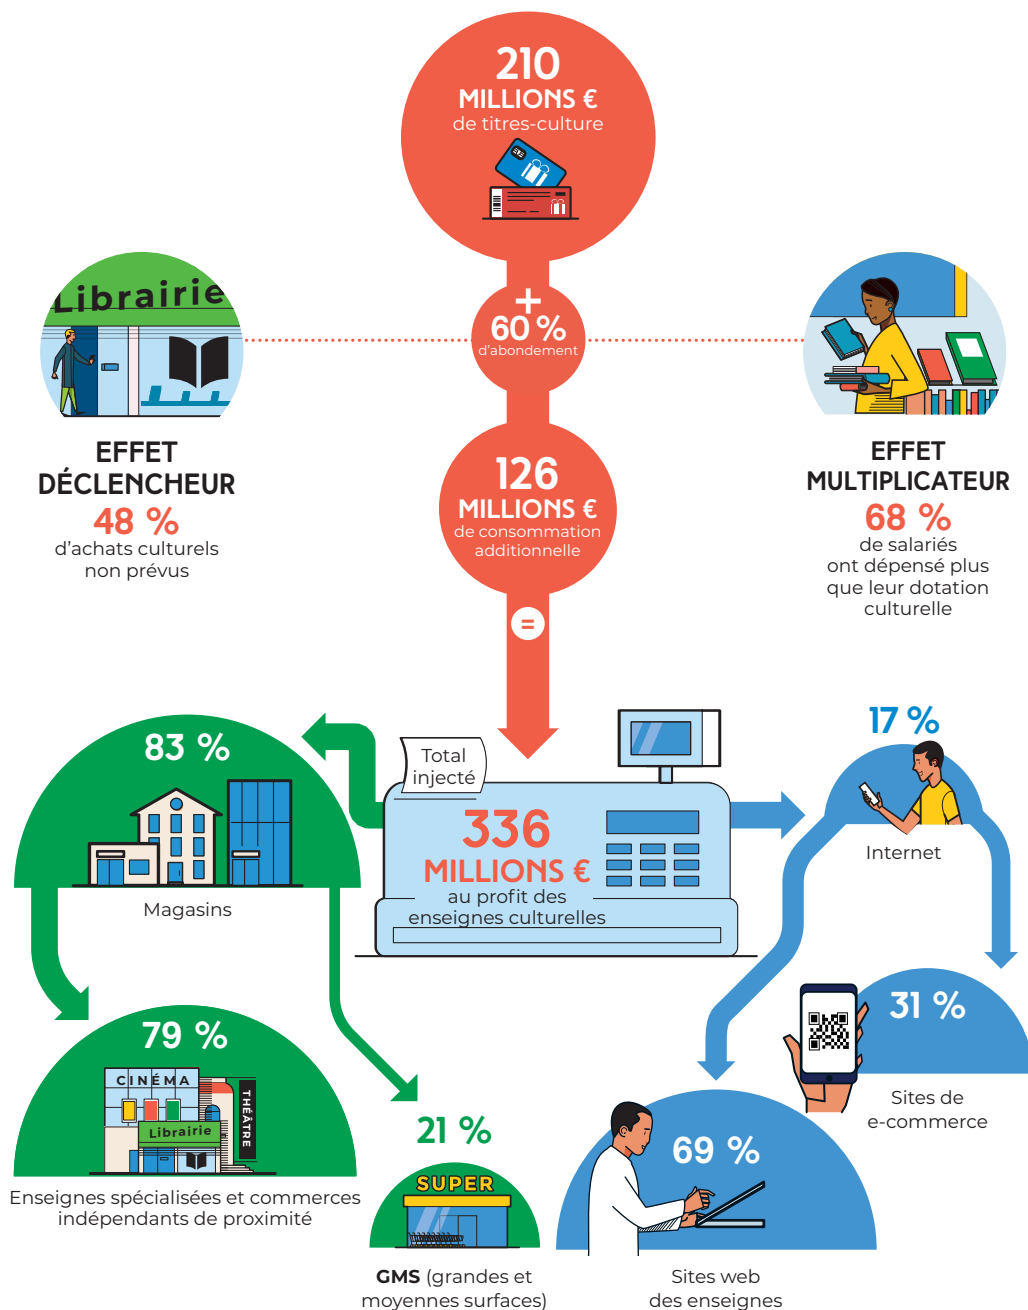 210
MILLIONS €
de titres-culture
+
60 %
d'abondement
Librairie
EFFET
DÉCLENCHEUR
48 %
d'achats culturels
non prévus
126
MILLIONS €
de consommation
additionnelle
EFFET
MULTIPLICATEUR
68 %
de salariés
ont dépensé plus
que leur dotation
culturelle
=
83 %
Magasins
Total
injecté
336
MILLIONS €
au profit des
enseignes culturelles
17 %
Internet
79 %
CINÉMA
THÉÂTRE
Librairie
Enseignes spécialisées et commerces
indépendants de proximité
21 %
SUPER
GMS (grandes et
moyennes surfaces)
69 %
Sites web
des enseignes
31 %
Sites de
e-commerce